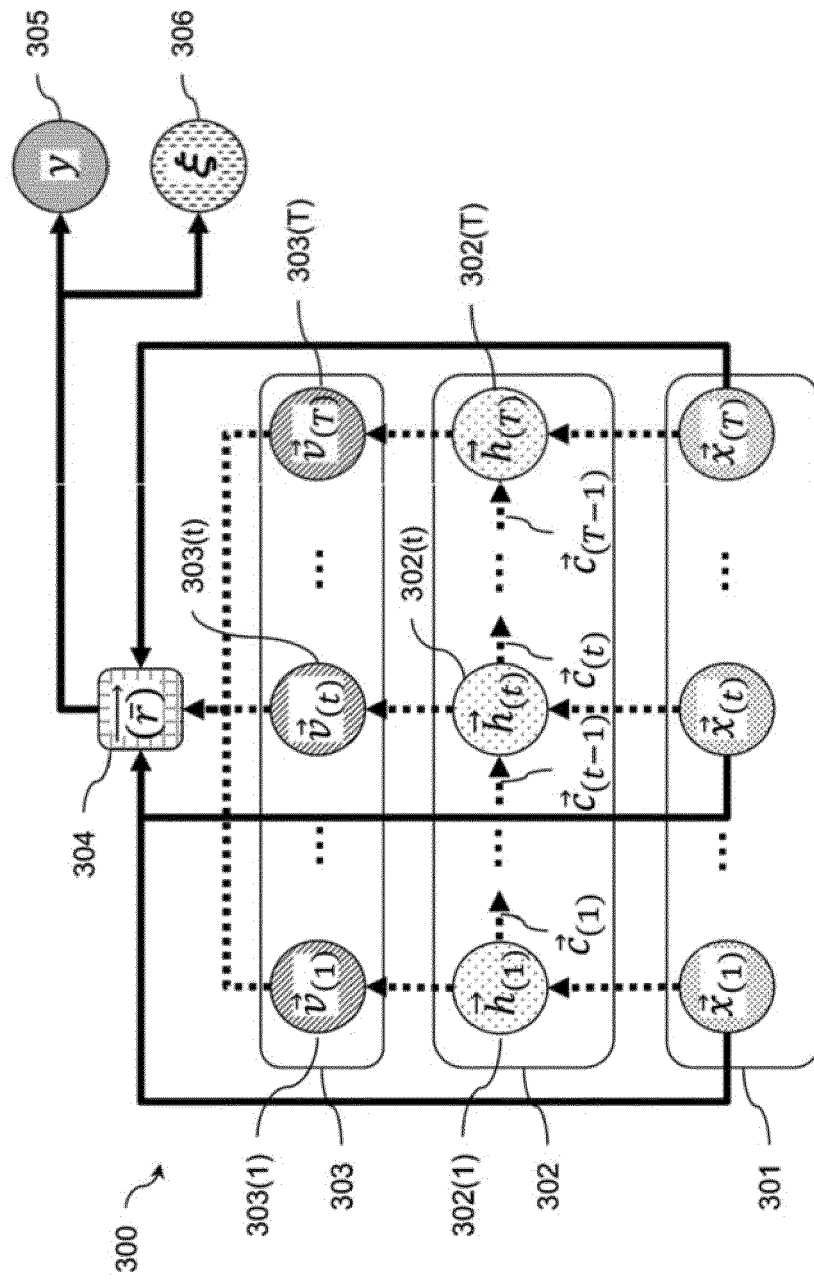 300
304
305
306
y
ξ
(r̄)⃗
303(1)
303
303(t)
303(T)
v⃗(1)
...
v⃗(t)
...
v⃗(T)
302(1)
302
302(t)
302(T)
h⃗(1)
...
h⃗(t)
...
h⃗(T)
c⃗(1)
c⃗(t−1)
c⃗(t)
c⃗(T−1)
301
x⃗(1)
...
x⃗(t)
...
x⃗(T)